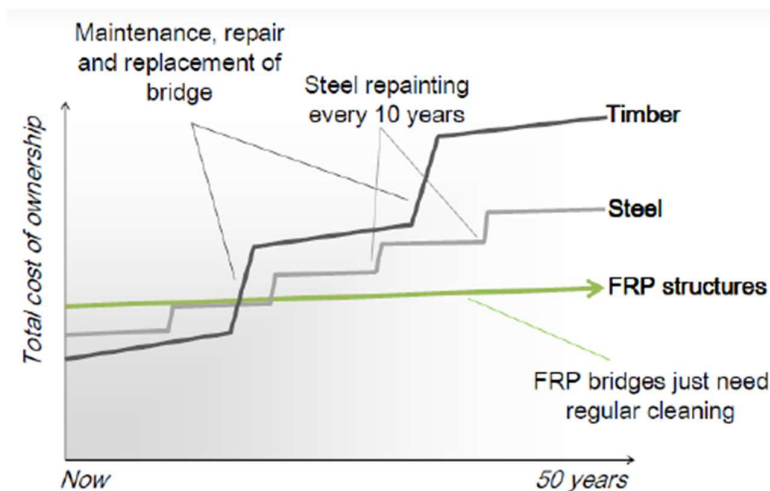 Maintenance, repair
and replacement of
bridge
Steel repainting
every 10 years
Timber
Steel
FRP structures
FRP bridges just need
regular cleaning
Total cost of ownership
Now
50 years